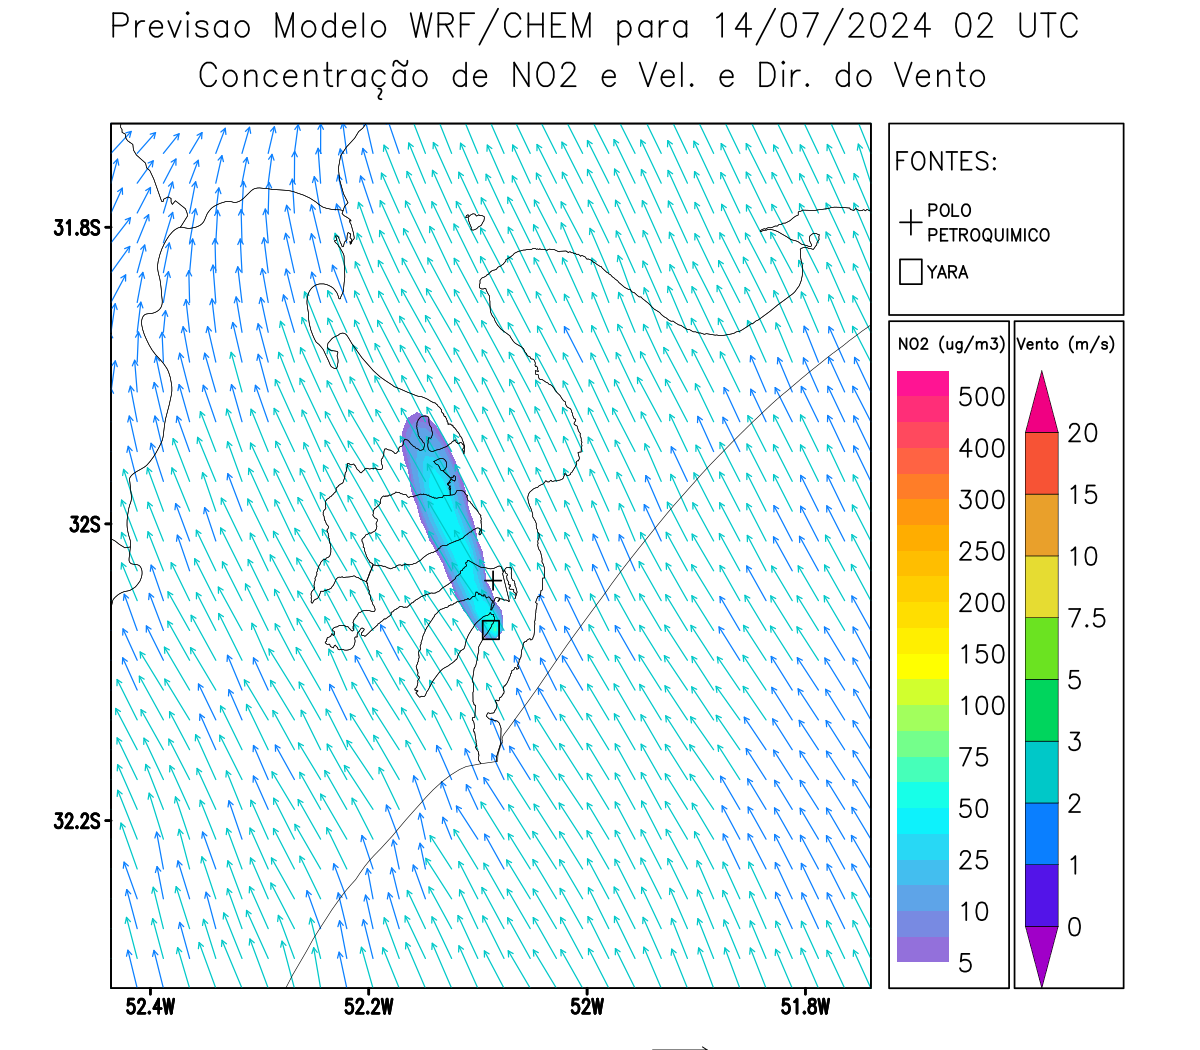 Previsao Modelo WRF/CHEM para 14/07/2024 02 UTC
Concentração de NO2 e Vel. e Dir. do Vento
FONTES:
POLO
PETROQUIMICO
YARA
NO2 (ug/m3)
500
400
300
250
200
150
100
75
50
25
10
5
Vento (m/s)
20
15
10
7.5
5
3
2
1
0
31.8S
32S
32.2S
52.4W
52.2W
52W
51.8W